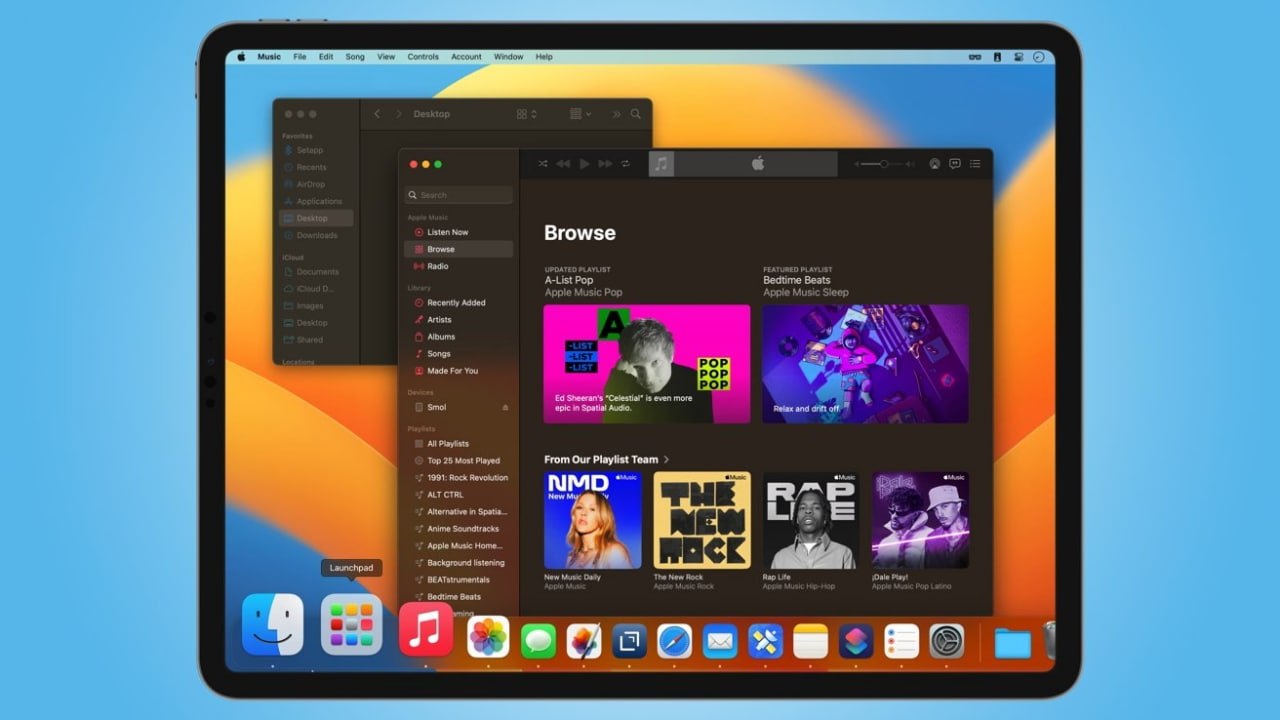 Music File Edit Song View Controls Account Window Help
Desktop
Favorites
Setapp
Recents
AirDrop
Applications
Desktop
Downloads
iCloud
Documents
iCloud D...
Images
Desktop
Shared
Locations
Search
Apple Music
Listen Now
Browse
Radio
Library
Recently Added
Artists
Albums
Songs
Made For You
Devices
Smol
Playlists
All Playlists
Top 25 Most Played
1991: Rock Revolution
ALT CTRL
Alternative in Spatia...
Anime Soundtracks
Apple Music Home...
Background listening
BEATstrumentals
Bedtime Beats
Browse
UPDATED PLAYLIST
A-List Pop
Apple Music Pop
A
-LIST
-LIST
-LIST
POP
POP
POP
Ed Sheeran's "Celestial" is even more
epic in Spatial Audio.
FEATURED PLAYLIST
Bedtime Beats
Apple Music Sleep
Relax and drift off.
From Our Playlist Team
NMD
New Music Daily
New Music Daily
Apple Music
Music
THE
NEW
ROCK
The New Rock
Apple Music Rock
Music
RAP
LIFE
Rap Life
Apple Music Hip-Hop
Music
Dale
Play!
¡Dale Play!
Apple Music Pop Latino
Launchpad